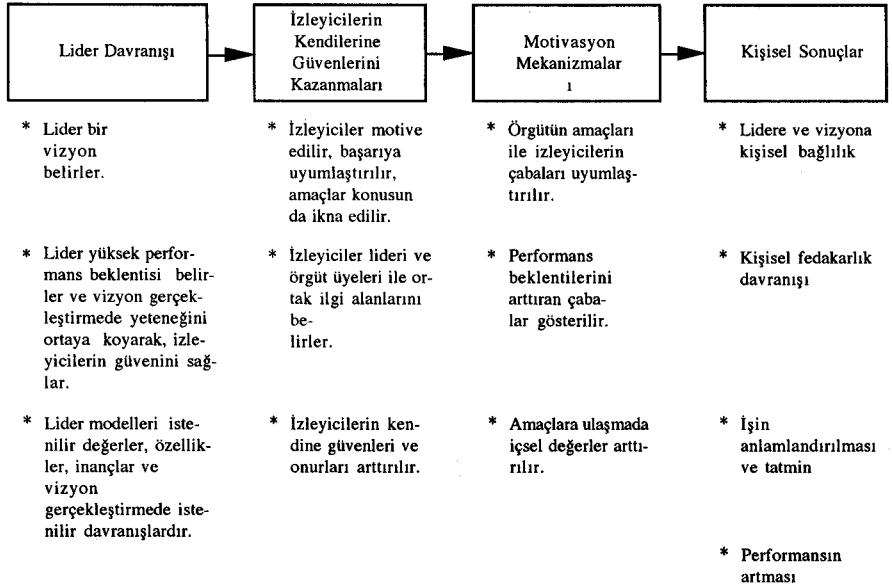 Lider Davranışı
İzleyicilerin
Kendilerine
Güvenlerini
Kazanmaları
Motivasyon
Mekanizmalar
ı
Kişisel Sonuçlar
* Lider bir
vizyon
belirler.
* Lider yüksek perfor-
mans beklentisi belir-
ler ve vizyon gerçek-
leştirmede yeteneğini
ortaya koyarak, izle-
yicilerin güvenini sağ-
lar.
* Lider modelleri iste-
nilir değerler, özellik-
ler, inançlar ve
vizyon
gerçekleştirmede iste-
nilir davranışlardır.
* İzleyiciler motive
edilir, başarıya
uyumlaştırılır,
amaçlar konusun
da ikna edilir.
* İzleyiciler lideri ve
örgüt üyeleri ile or-
tak ilgi alanlarını
be-
lirler.
* İzleyicilerin ken-
dine güvenleri ve
onurları arttırılır.
* Örgütün amaçları
ile izleyicilerin
çabaları uyumlaş-
tırılır.
* Performans
beklentilerini
arttıran çaba-
lar gösterilir.
* Amaçlara ulaşmada
içsel değerler arttı-
rılır.
* Lidere ve vizyona
kişisel bağlılık
* Kişisel fedakarlık
davranışı
* İşin
anlamlandırılması
ve tatmin
* Performansın
artması